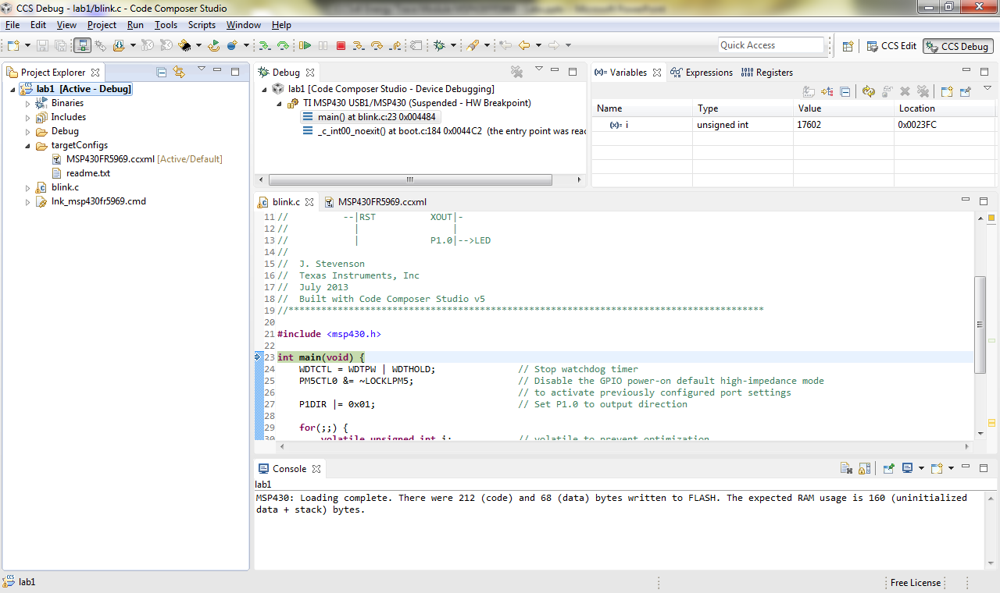 CCS Debug - lab1/blink.c - Code Composer Studio
File Edit View Project Run Tools Scripts Window Help
Quick Access
CCS Edit
CCS Debug
Project Explorer
lab1 [Active - Debug]
Binaries
Includes
Debug
targetConfigs
MSP430FR5969.ccxml [Active/Default]
readme.txt
blink.c
lnk_msp430fr5969.cmd
Debug
lab1 [Code Composer Studio - Device Debugging]
TI MSP430 USB1/MSP430 (Suspended - HW Breakpoint)
main() at blink.c:23 0x004484
_c_int00_noexit() at boot.c:184 0x0044C2 (the entry point was reac
(x)= Variables
Expressions
1010 0101 Registers
Name Type Value Location
(x)= i unsigned int 17602 0x0023FC
blink.c
MSP430FR5969.ccxml
11 // --|RST XOUT|-
12 // | |
13 // | P1.0|-->LED
14 //
15 // J. Stevenson
16 // Texas Instruments, Inc
17 // July 2013
18 // Built with Code Composer Studio v5
19 //***************************************************************************************
20
21 #include <msp430.h>
22
23 int main(void) {
24 WDTCTL = WDTPW | WDTHOLD; // Stop watchdog timer
25 PM5CTL0 &= ~LOCKLPM5; // Disable the GPIO power-on default high-impedance mode
26 // to activate previously configured port settings
27 P1DIR |= 0x01; // Set P1.0 to output direction
28
29 for(;;) {
30 volatile unsigned int i; // volatile to prevent optimization
Console
lab1
MSP430: Loading complete. There were 212 (code) and 68 (data) bytes written to FLASH. The expected RAM usage is 160 (uninitialized
data + stack) bytes.
lab1
Free License